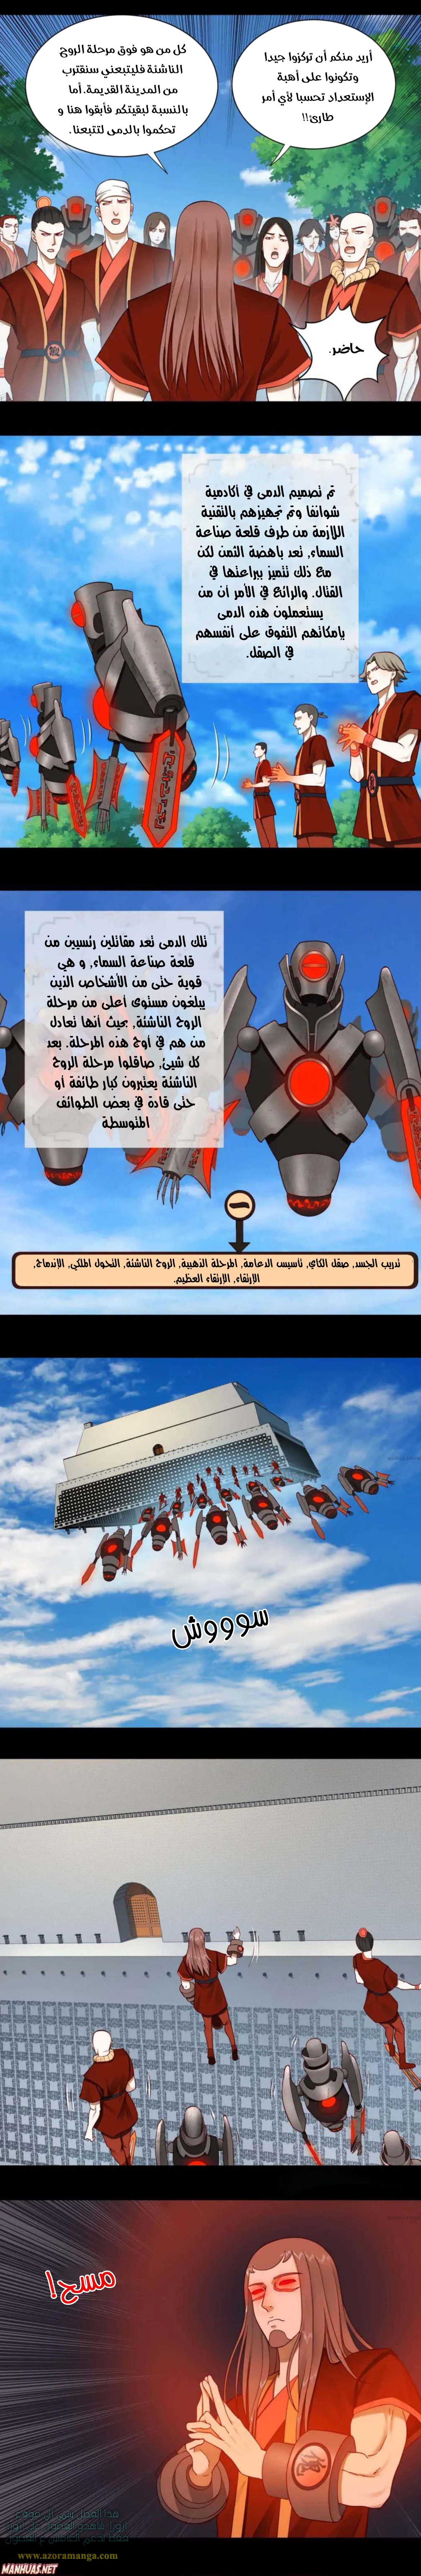 أريد منكم أن تركزوا جيدا
وتكونوا على أهبة
الإستعداد تحسبا لأي أمر
طارئ!!
كل من هو فوق مرحلة الروح
الناشئة فليتبعني سنقترب
من المدينة القديمة. أما
بالنسبة لبقيتكم فأبقوا هنا و
تحكموا بالدمى لتتبعنا.
حاضر.
تم تصميم الدمى في أكادمية
شوانقا وتم تجهيزهم بالتقنية
اللازمة من طرف قلعة صناعة
السماء, تعد باهضة الثمن لكن
مع ذلك تتميز ببراعتها في
القتال. والرائع في الأمر أن من
يستعملون هذه الدمى
بإمكانهم التفوق على أنفسهم
في الصقل.
تلك الدمى تعد مقاتلين رئسيين من
قلعة صناعة السماء, و هي
قوية حتى من الأشخاص الذين
يبلغون مستوى أعلى من مرحلة
الروح الناشئة, بحيث أنها تعادل
من هم في أوج هذه المرحلة. بعد
كل شيئ, صاقلوا مرحلة الروح
الناشئة يعتبرون كبار طائفة او
حتى قادة في بعض الطوائف
المتوسطة
تدريب الجسد, صقل الكاي, تأسيس الدعامة, المرحلة الذهبية, الروح الناشئة, التحول الملكي, الإندماج,
الإرتقاء, الإرتقاء العظيم.
سوووش
مسح!
www.azoramanga.com
MANHUAS.NET